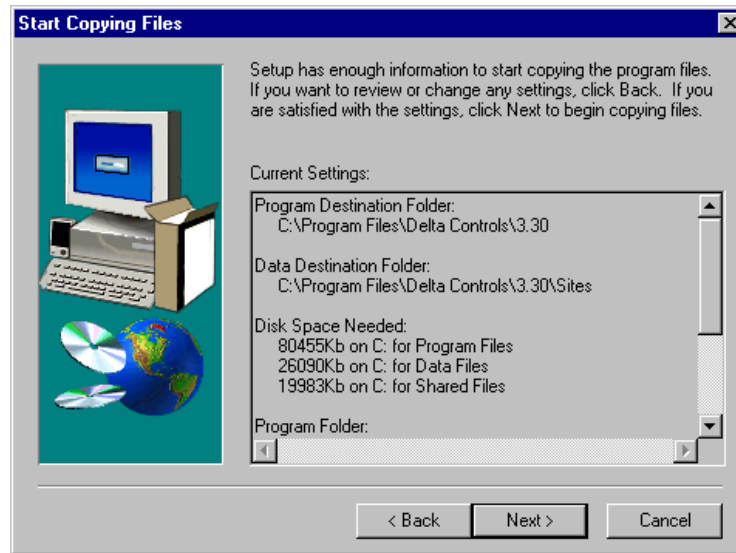 Start Copying Files
Setup has enough information to start copying the program files.
If you want to review or change any settings, click Back.  If you
are satisfied with the settings, click Next to begin copying files.
Current Settings:
Program Destination Folder:
C:\Program Files\Delta Controls\3.30
Data Destination Folder:
C:\Program Files\Delta Controls\3.30\Sites
Disk Space Needed:
80455Kb on C: for Program Files
26090Kb on C: for Data Files
19983Kb on C: for Shared Files
Program Folder:
< Back
Next >
Cancel